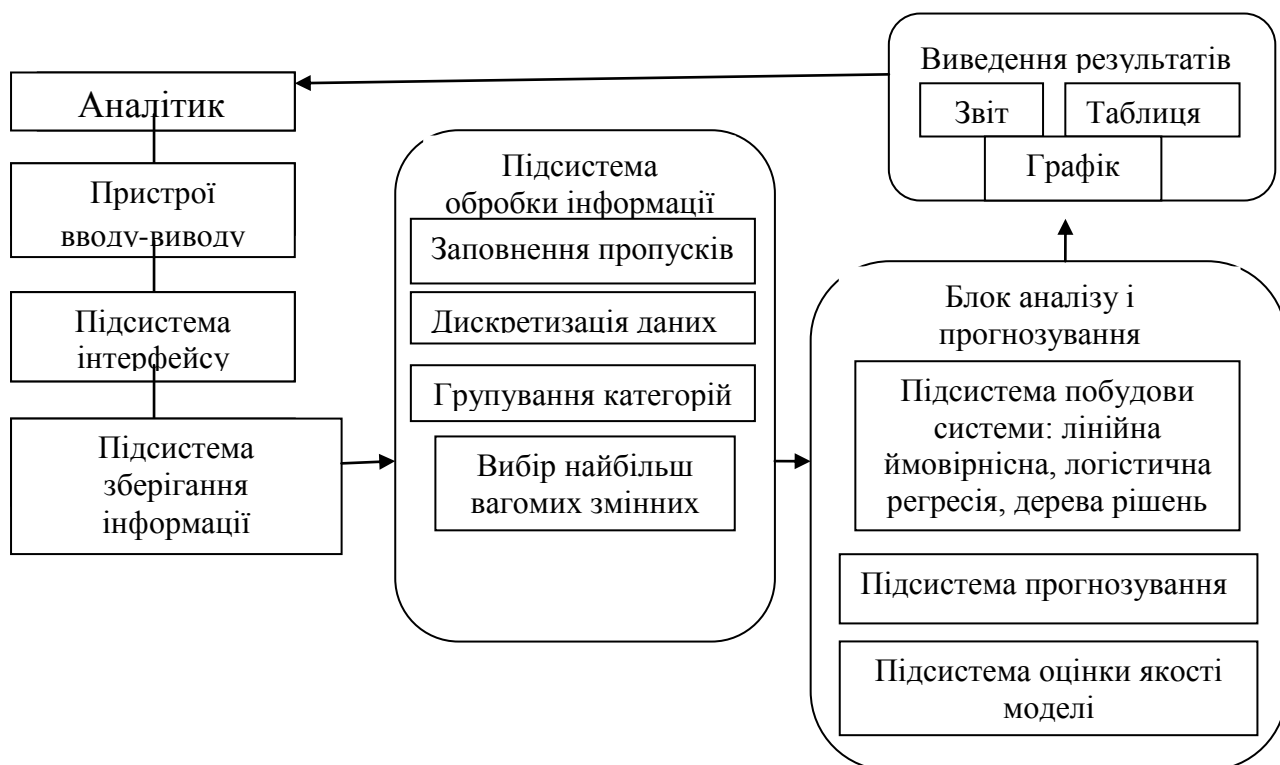 Аналітик
Пристрої
вводу-виводу
Підсистема
інтерфейсу
Підсистема
зберігання
інформації
Підсистема
обробки інформації
Заповнення пропусків
Дискретизація даних
Групування категорій
Вибір найбільш
вагомих змінних
Блок аналізу і
прогнозування
Підсистема побудови
системи: лінійна
ймовірнісна, логістична
регресія, дерева рішень
Підсистема прогнозування
Підсистема оцінки якості
моделі
Виведення результатів
Звіт
Таблиця
Графік